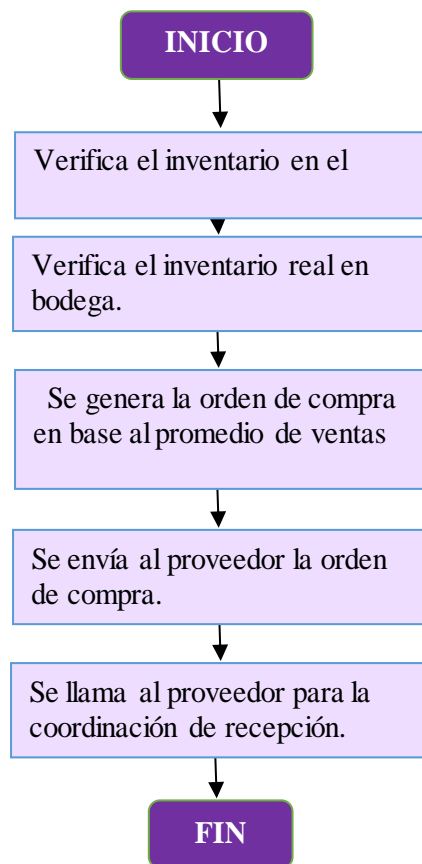 INICIO
Verifica el inventario en el
Verifica el inventario real en
bodega.
Se genera la orden de compra
en base al promedio de ventas
Se envía al proveedor la orden
de compra.
Se llama al proveedor para la
coordinación de recepción.
FIN